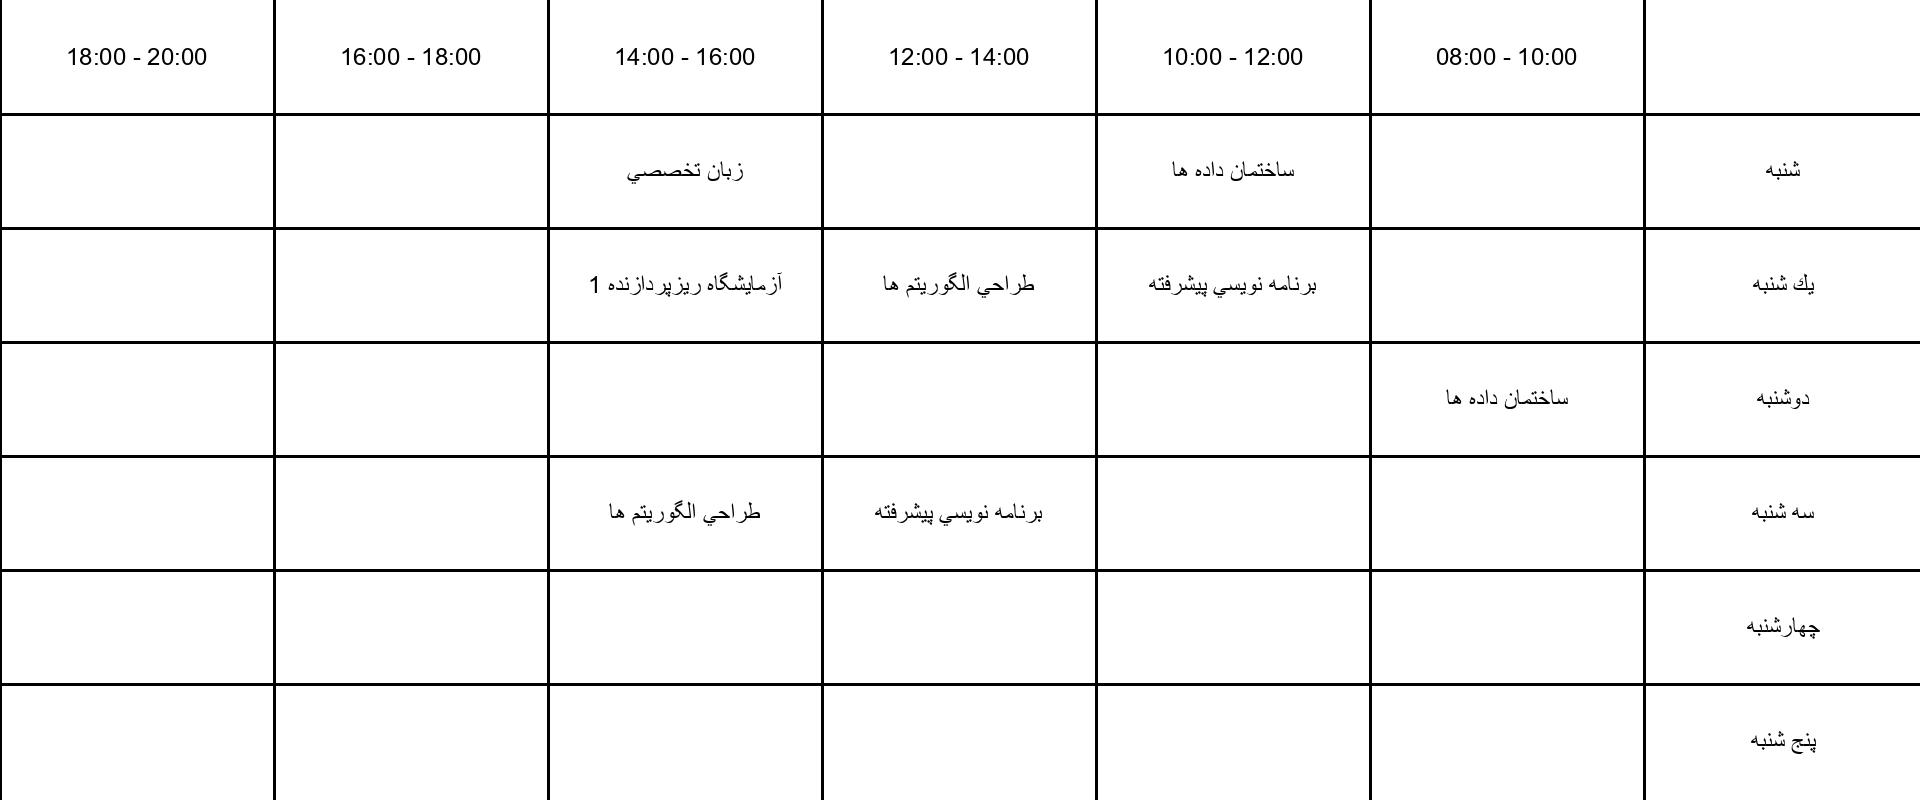 08:00 - 10:00 10:00 - 12:00 12:00 - 14:00 14:00 - 16:00 16:00 - 18:00 18:00 - 20:00
شنبه ساختمان داده ها زبان تخصصي
يك شنبه برنامه نويسي پيشرفته طراحي الگوريتم ها آزمايشگاه ريزپردازنده 1
دوشنبه ساختمان داده ها
سه شنبه برنامه نويسي پيشرفته طراحي الگوريتم ها
چهارشنبه
پنج شنبه